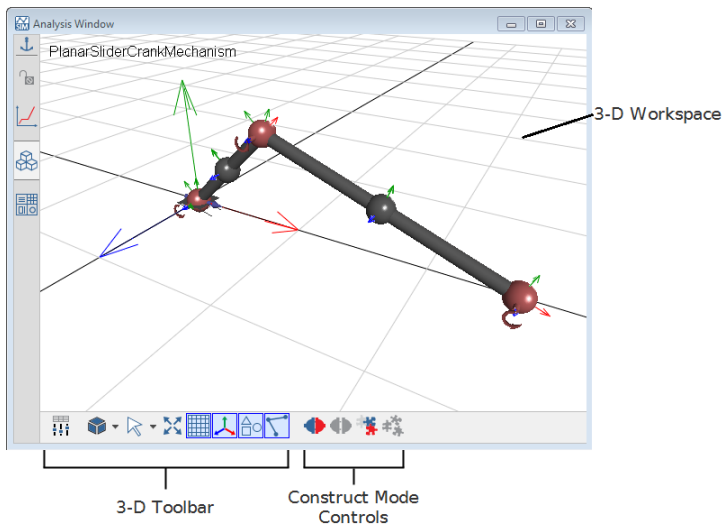 Analysis Window
PlanarSliderCrankMechanism
3-D Workspace
3-D Toolbar
Construct Mode
Controls